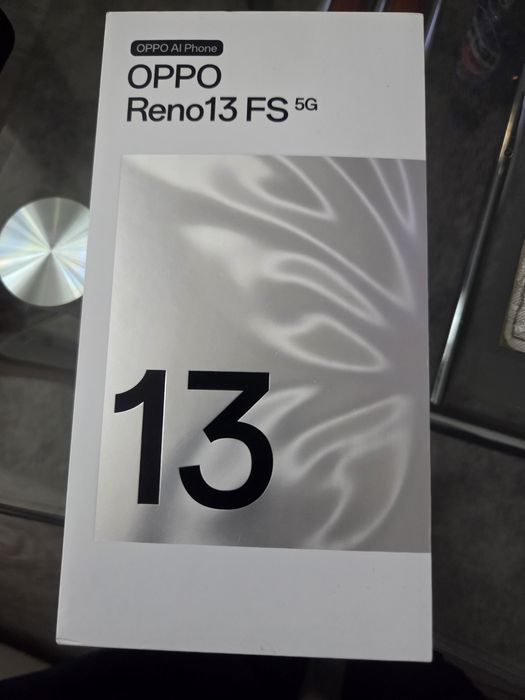 OPPO AI Phone
OPPO
Reno13 FS 5G
13